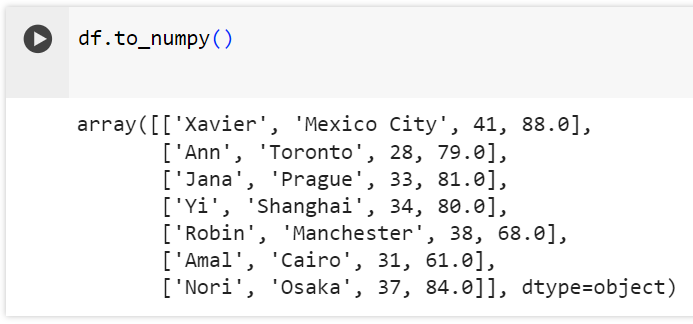 df.to_numpy()
array([['Xavier', 'Mexico City', 41, 88.0],
['Ann', 'Toronto', 28, 79.0],
['Jana', 'Prague', 33, 81.0],
['Yi', 'Shanghai', 34, 80.0],
['Robin', 'Manchester', 38, 68.0],
['Amal', 'Cairo', 31, 61.0],
['Nori', 'Osaka', 37, 84.0]], dtype=object)